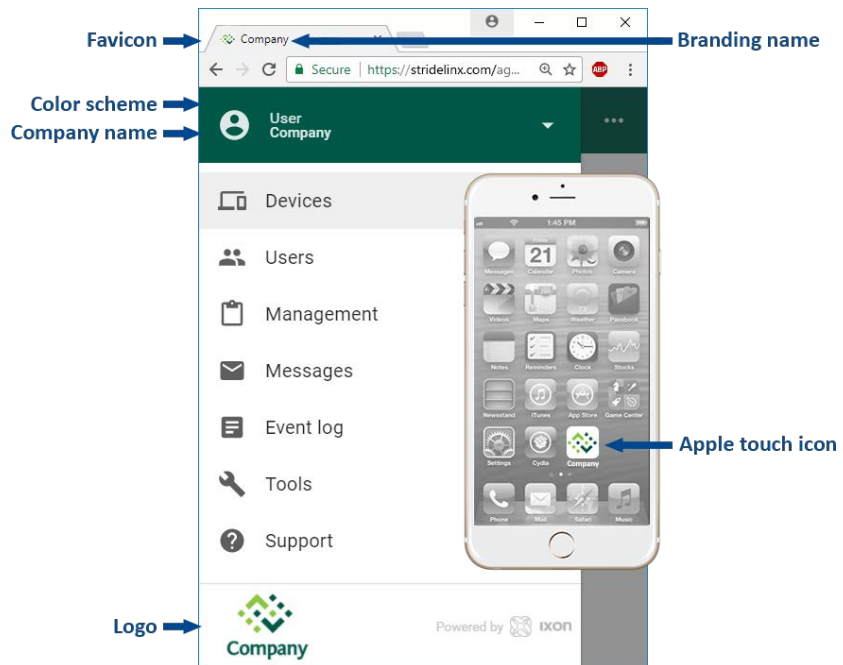 Favicon
Company
Branding name
Secure
https://stridelinx.com/ag...
ABP
Color scheme
Company name
User
Company
Devices
Users
Management
Messages
Event log
Tools
Support
1:45 PM
21
Messages
Calendar
Photos
Camera
Videos
Maps
Weather
Passbook
Notes
Reminders
Clock
Stocks
Newsstand
iTunes
App Store
Game Center
Settings
Cydia
Company
Phone
Mail
Safari
Music
Apple touch icon
Logo
Company
Powered by IXON